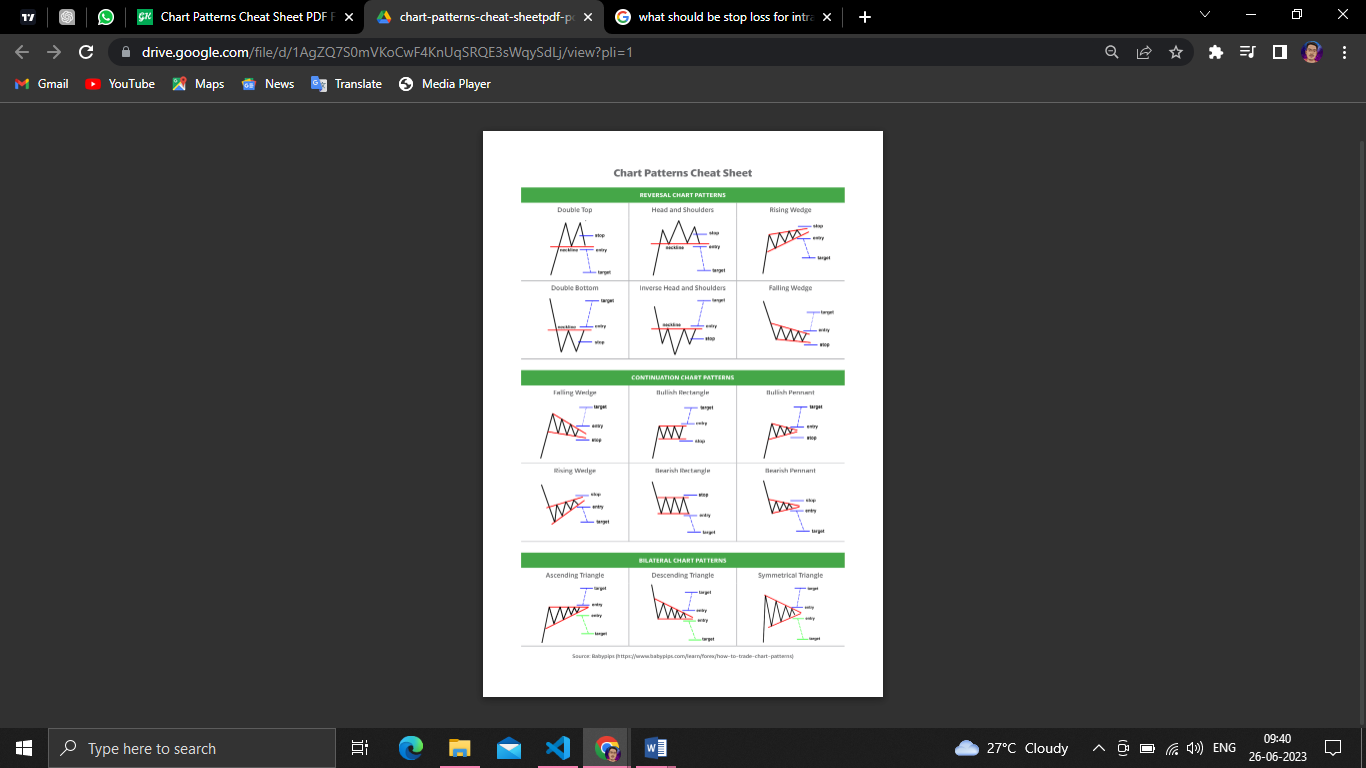 Chart Patterns Cheat Sheet PDF F
chart-patterns-cheat-sheetpdf-p
what should be stop loss for intra
drive.google.com/file/d/1AgZQ7S0mVKoCwF4KnUqSRQE3sWqySdLj/view?pli=1
Gmail YouTube Maps News Translate Media Player
Chart Patterns Cheat Sheet
REVERSAL CHART PATTERNS
Double Top
stop
neckline
entry
target
Head and Shoulders
stop
neckline
entry
target
Rising Wedge
stop
entry
target
Double Bottom
target
neckline
entry
stop
Inverse Head and Shoulders
target
neckline
entry
stop
Falling Wedge
target
entry
stop
CONTINUATION CHART PATTERNS
Falling Wedge
target
entry
stop
Bullish Rectangle
target
entry
stop
Bullish Pennant
target
entry
stop
Rising Wedge
stop
entry
target
Bearish Rectangle
stop
entry
target
Bearish Pennant
stop
entry
target
BILATERAL CHART PATTERNS
Ascending Triangle
target
entry
entry
target
Descending Triangle
target
entry
entry
target
Symmetrical Triangle
target
entry
entry
target
Source: Babypips (https://www.babypips.com/learn/forex/how-to-trade-chart-patterns)
Type here to search
27°C Cloudy
ENG
09:40
26-06-2023